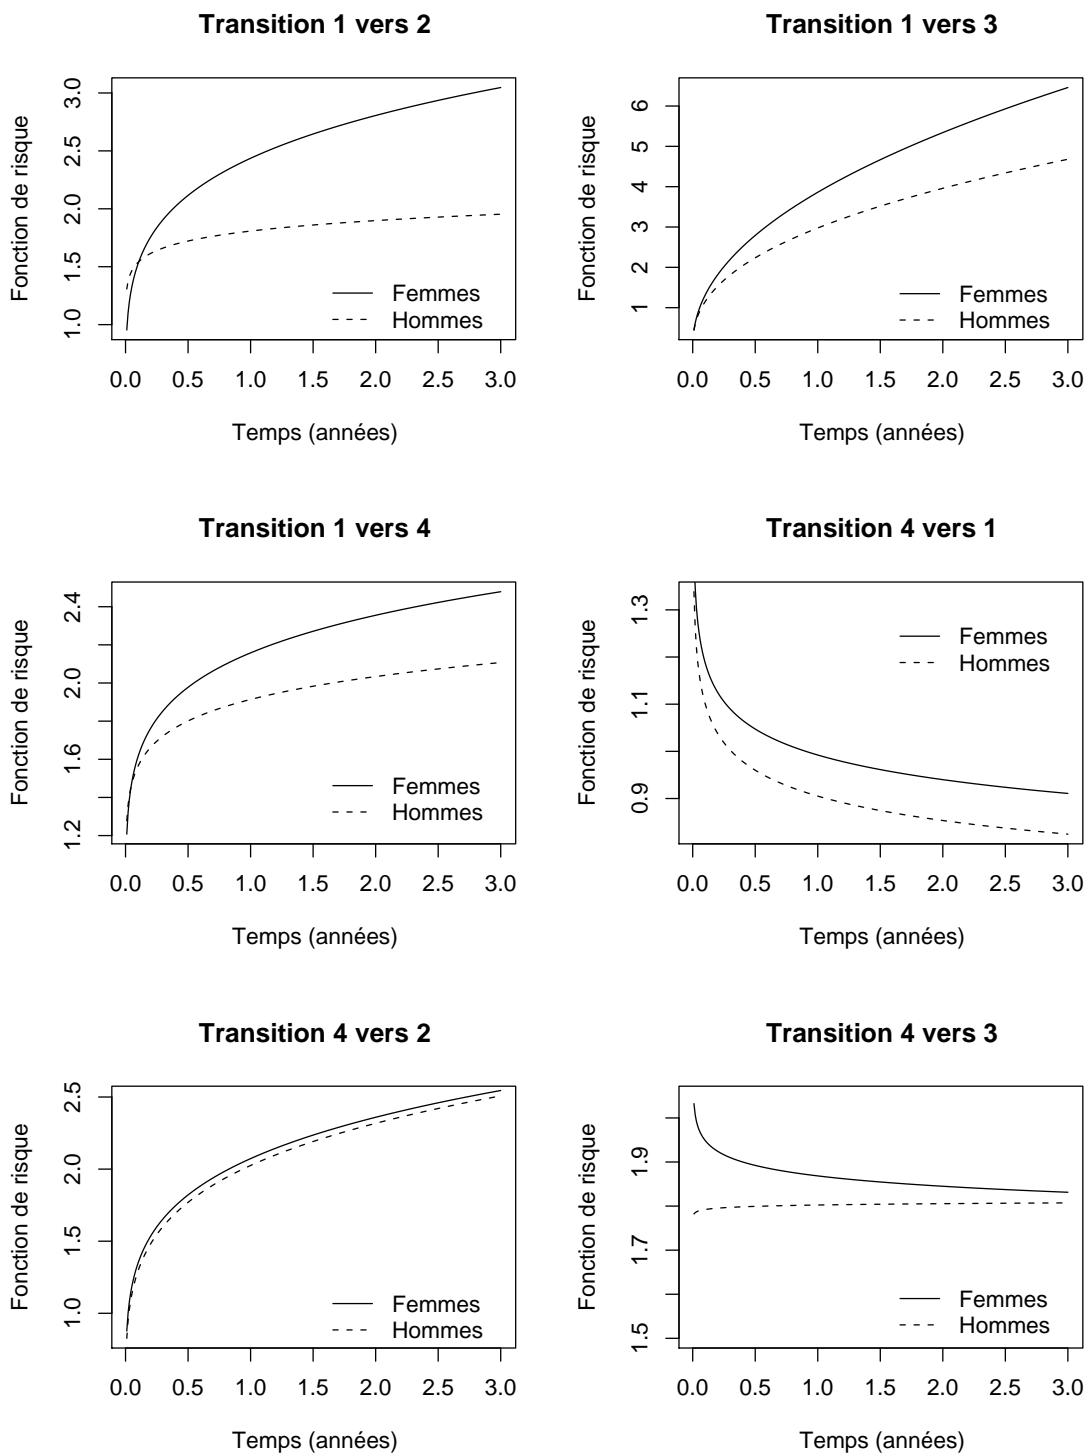 Transition 1 vers 2
Fonction de risque
1.0 1.5 2.0 2.5 3.0
Femmes
Hommes
0.0 0.5 1.0 1.5 2.0 2.5 3.0
Temps (années)
Transition 1 vers 3
Fonction de risque
1 2 3 4 5 6
Femmes
Hommes
0.0 0.5 1.0 1.5 2.0 2.5 3.0
Temps (années)
Transition 1 vers 4
Fonction de risque
1.2 1.6 2.0 2.4
Femmes
Hommes
0.0 0.5 1.0 1.5 2.0 2.5 3.0
Temps (années)
Transition 4 vers 1
Fonction de risque
0.9 1.1 1.3
Femmes
Hommes
0.0 0.5 1.0 1.5 2.0 2.5 3.0
Temps (années)
Transition 4 vers 2
Fonction de risque
1.0 1.5 2.0 2.5
Femmes
Hommes
0.0 0.5 1.0 1.5 2.0 2.5 3.0
Temps (années)
Transition 4 vers 3
Fonction de risque
1.5 1.7 1.9
Femmes
Hommes
0.0 0.5 1.0 1.5 2.0 2.5 3.0
Temps (années)